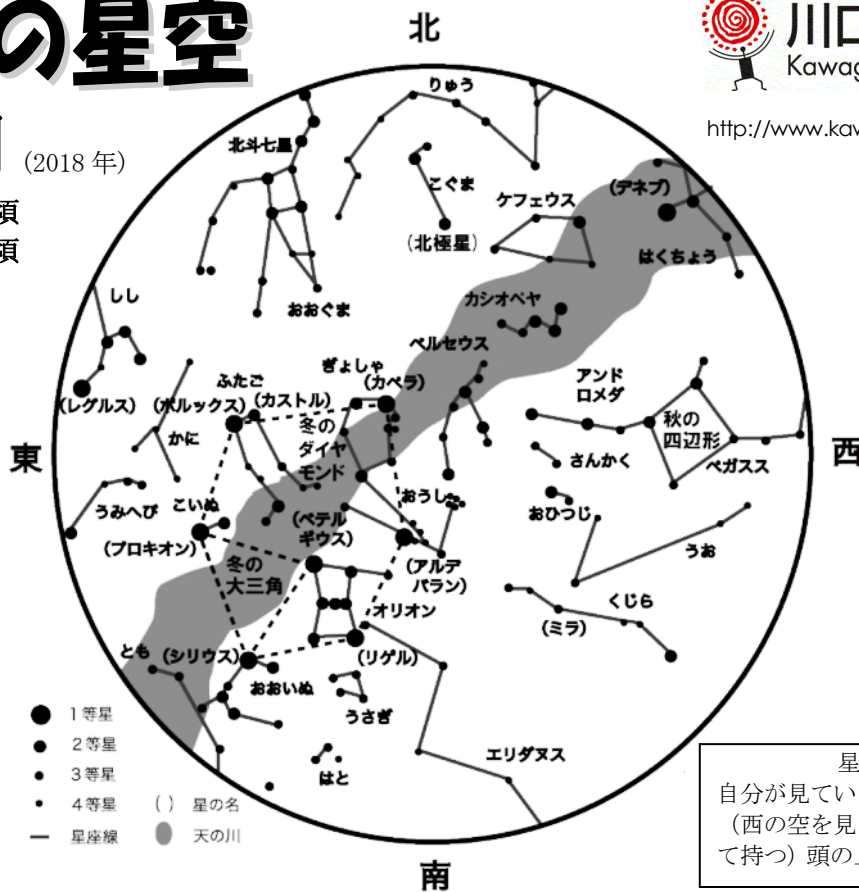 の星空
川口
Kawag
(2018 年)
http://www.kaw
頃
頃
北
東
西
南
りゅう
北斗七星
こぐま
(北極星)
ケフェウス
(デネブ)
はくちょう
おおぐま
しし
カシオペヤ
ペルセウス
ぎょしゃ
(カペラ)
ふたご
(カストル)
(ポルックス)
(レグルス)
アンド
ロメダ
秋の
四辺形
ペガスス
冬の
ダイヤ
モンド
かに
さんかく
うみへび
こいぬ
(プロキオン)
おうし
(ベテル
ギウス)
おひつじ
うお
冬の
大三角
(アルデ
バラン)
オリオン
くじら
(ミラ)
とも
(シリウス)
(リゲル)
おおいぬ
うさぎ
はと
エリダヌス
1等星
2等星
3等星
4等星
( ) 星の名
星座線
天の川
星
自分が見てい
(西の空を見
て持つ) 頭の